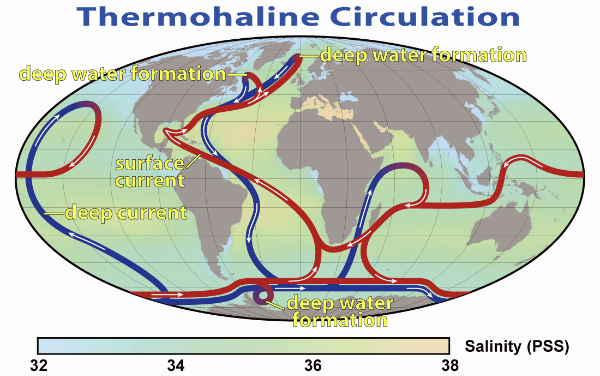 Thermohaline Circulation
deep water formation
deep water formation
surface
current
deep current
deep water
formation
Salinity (PSS)
32 34 36 38